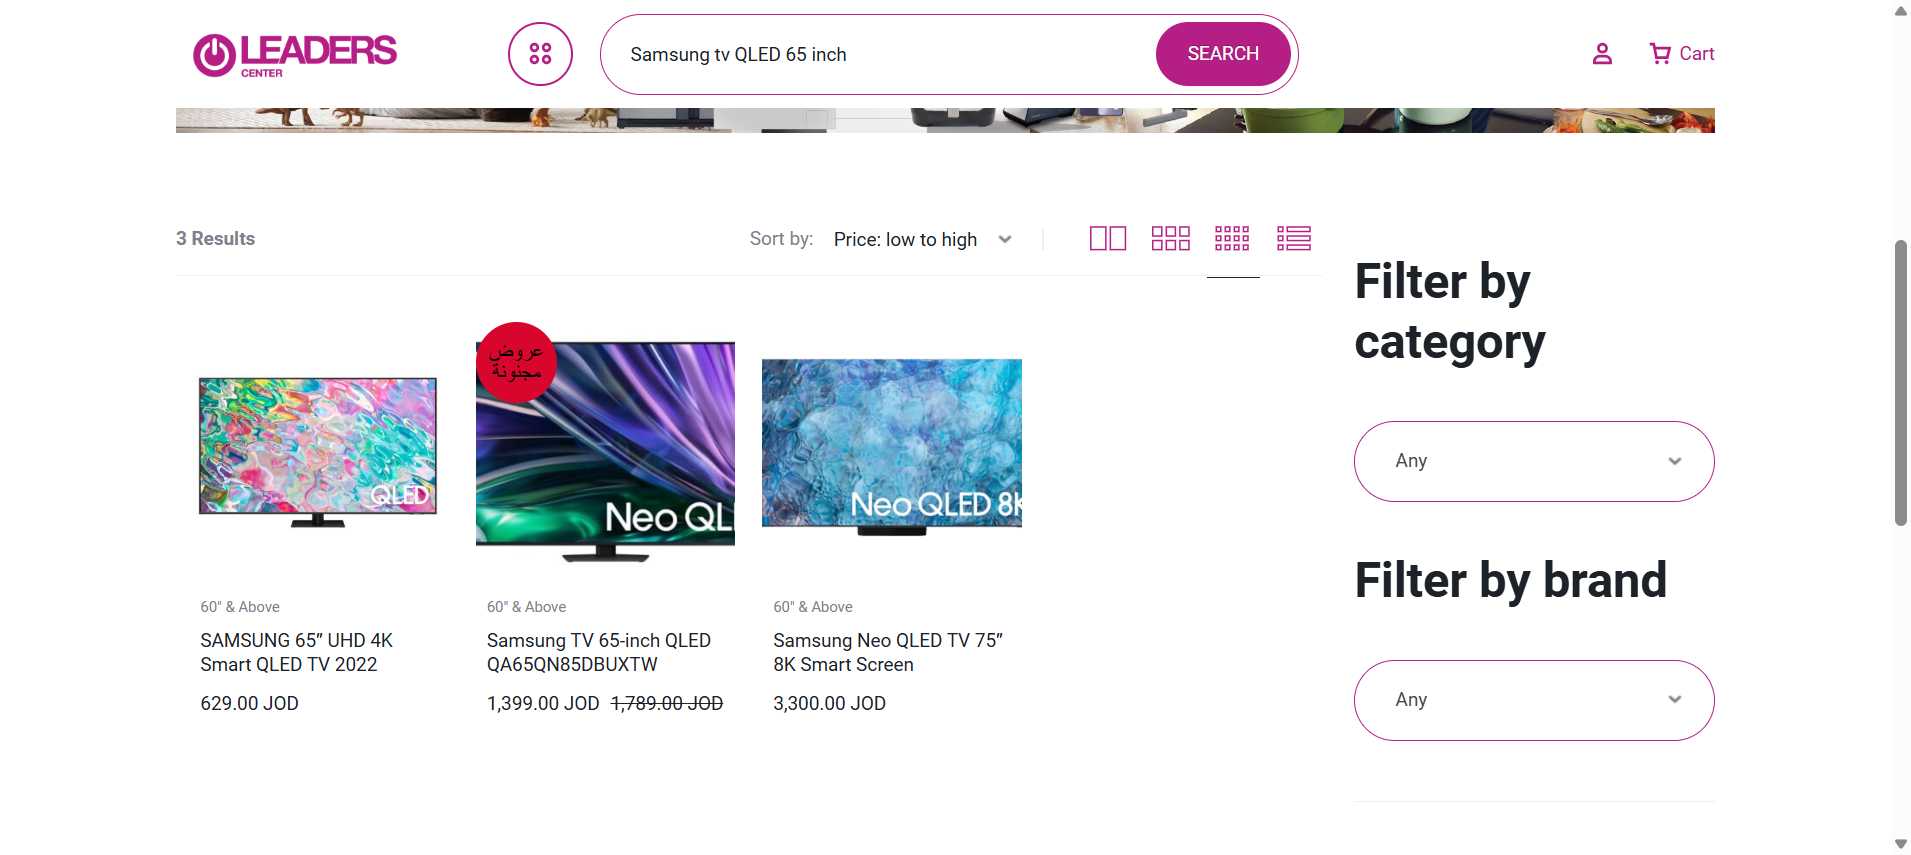 LEADERS
CENTER
Samsung tv QLED 65 inch
SEARCH
Cart
3 Results
Sort by:
Price: low to high
Filter by
category
Any
Filter by brand
Any
QLED
60" & Above
SAMSUNG 65” UHD 4K
Smart QLED TV 2022
629.00 JOD
عروض
مجنونة
Neo QL
60" & Above
Samsung TV 65-inch QLED
QA65QN85DBUXTW
1,399.00 JOD 1,789.00 JOD
Neo QLED 8K
60" & Above
Samsung Neo QLED TV 75”
8K Smart Screen
3,300.00 JOD